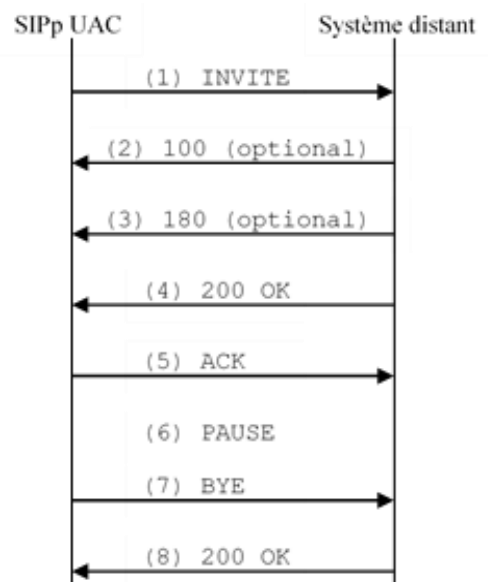 SIPp UAC Système distant
(1) INVITE
(2) 100 (optional)
(3) 180 (optional)
(4) 200 OK
(5) ACK
(6) PAUSE
(7) BYE
(8) 200 OK